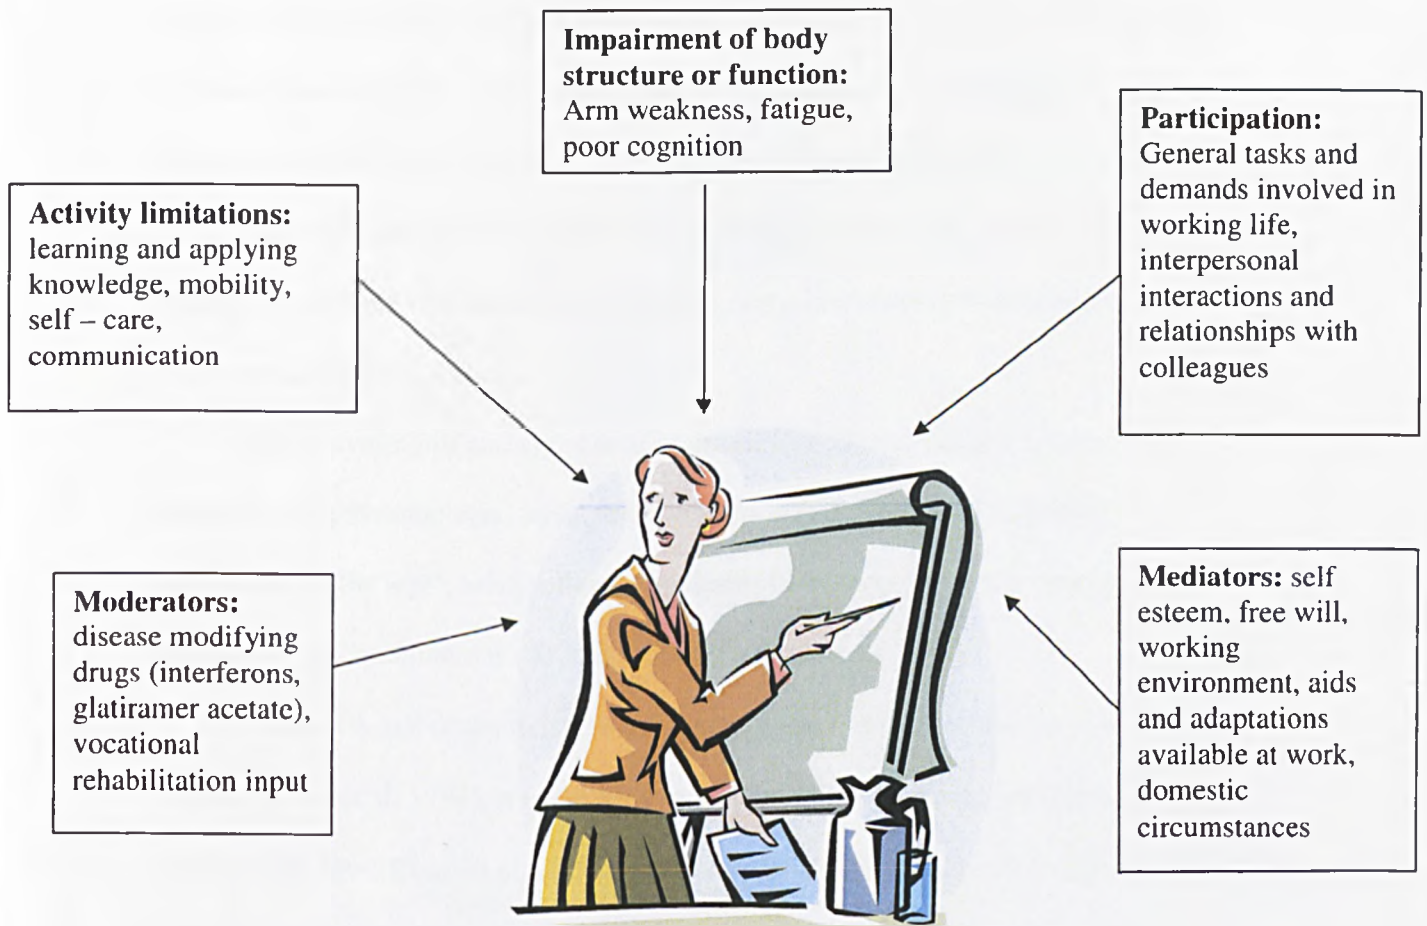 Impairment of body
structure or function:
Arm weakness, fatigue,
poor cognition
Participation:
General tasks and
demands involved in
working life,
interpersonal
interactions and
relationships with
colleagues
Activity limitations:
learning and applying
knowledge, mobility,
self – care,
communication
Moderators:
disease modifying
drugs (interferons,
glatiramer acetate),
vocational
rehabilitation input
Mediators: self
esteem, free will,
working
environment, aids
and adaptations
available at work,
domestic
circumstances